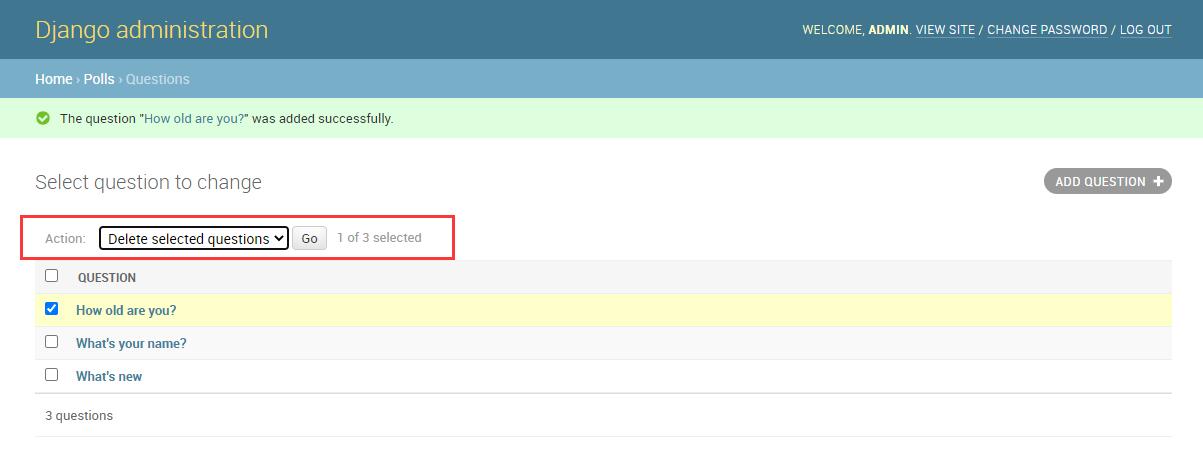 Django administration
WELCOME, ADMIN. VIEW SITE / CHANGE PASSWORD / LOG OUT
Home › Polls › Questions
The question "How old are you?" was added successfully.
Select question to change
ADD QUESTION +
Action: Delete selected questions Go 1 of 3 selected
QUESTION
How old are you?
What's your name?
What's new
3 questions